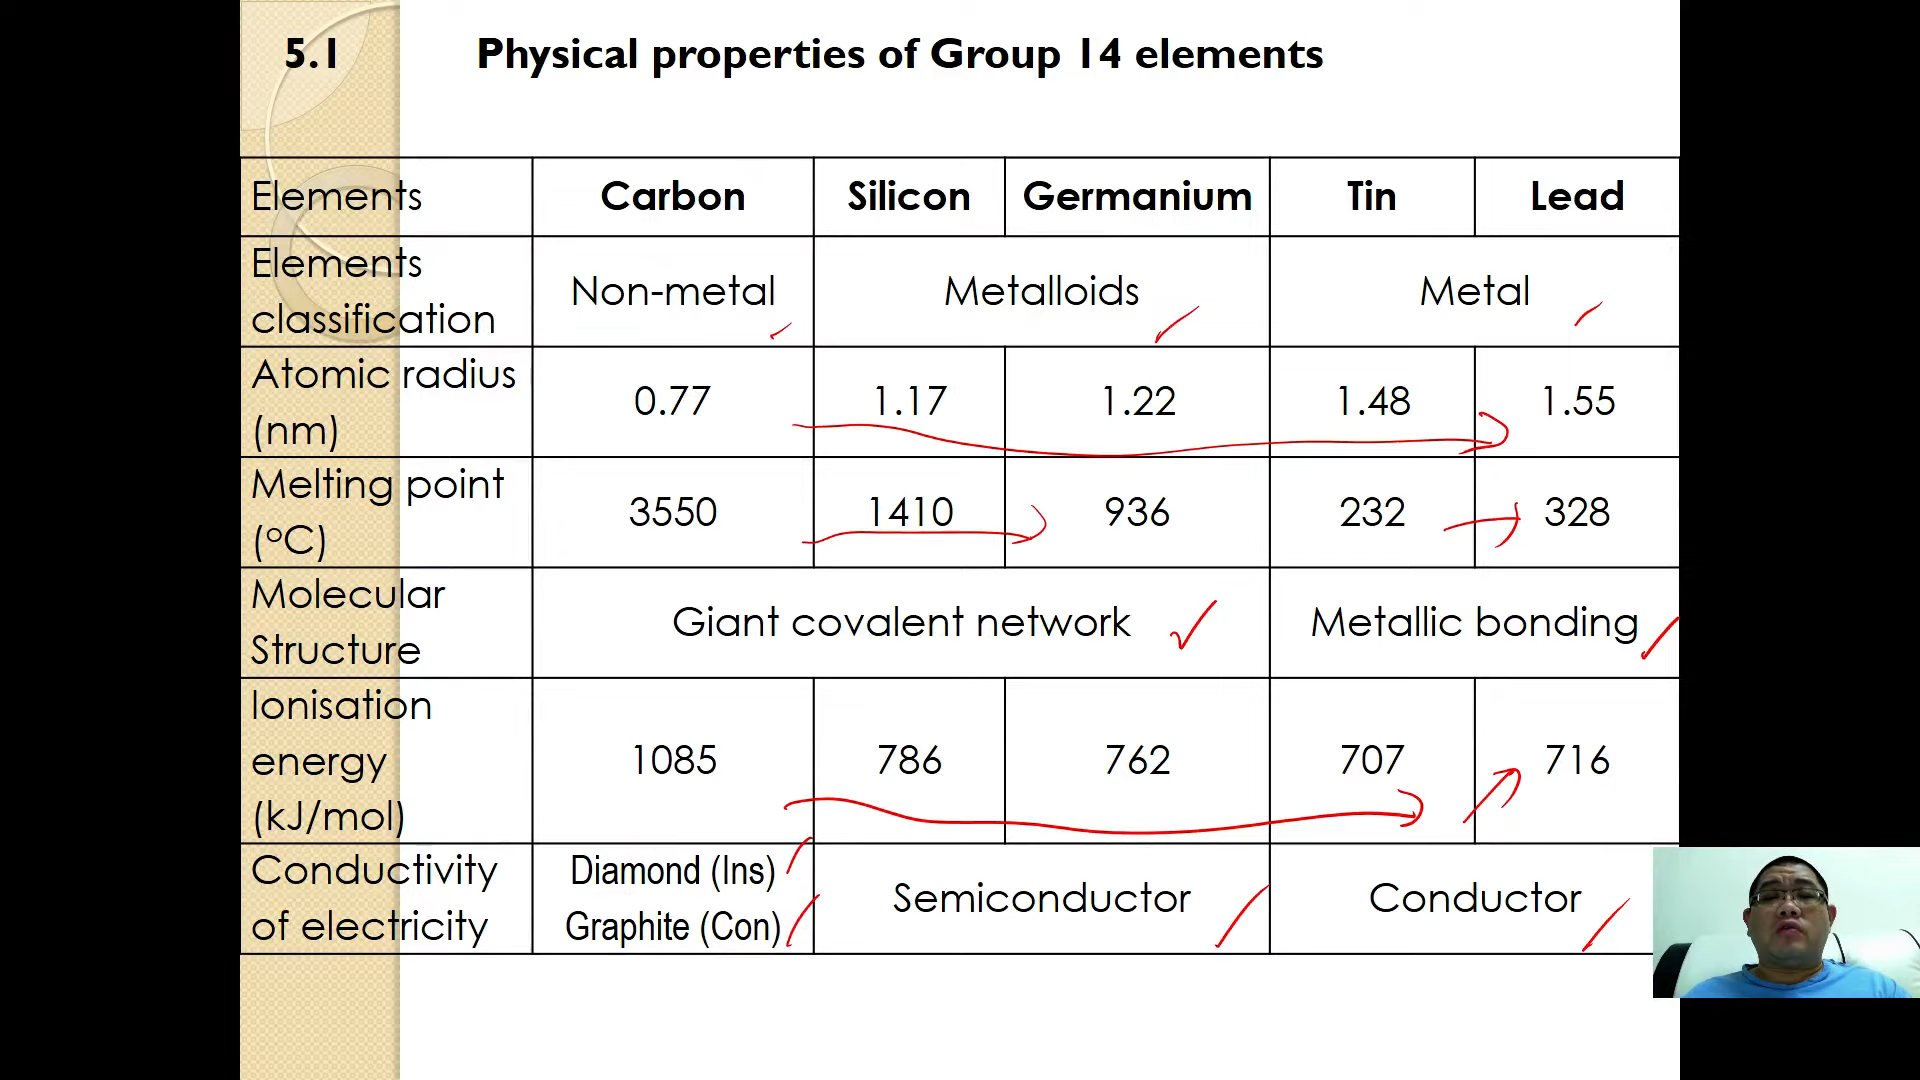 5.1 Physical properties of Group 14 elements
Elements Carbon Silicon Germanium Tin Lead
Elements
classification Non-metal Metalloids Metal
Atomic radius
(nm) 0.77 1.17 1.22 1.48 1.55
Melting point
(ᴼC) 3550 1410 936 232 328
Molecular
Structure Giant covalent network Metallic bonding
Ionisation
energy
(kJ/mol) 1085 786 762 707 716
Conductivity
of electricity Diamond (Ins)
Graphite (Con) Semiconductor Conductor